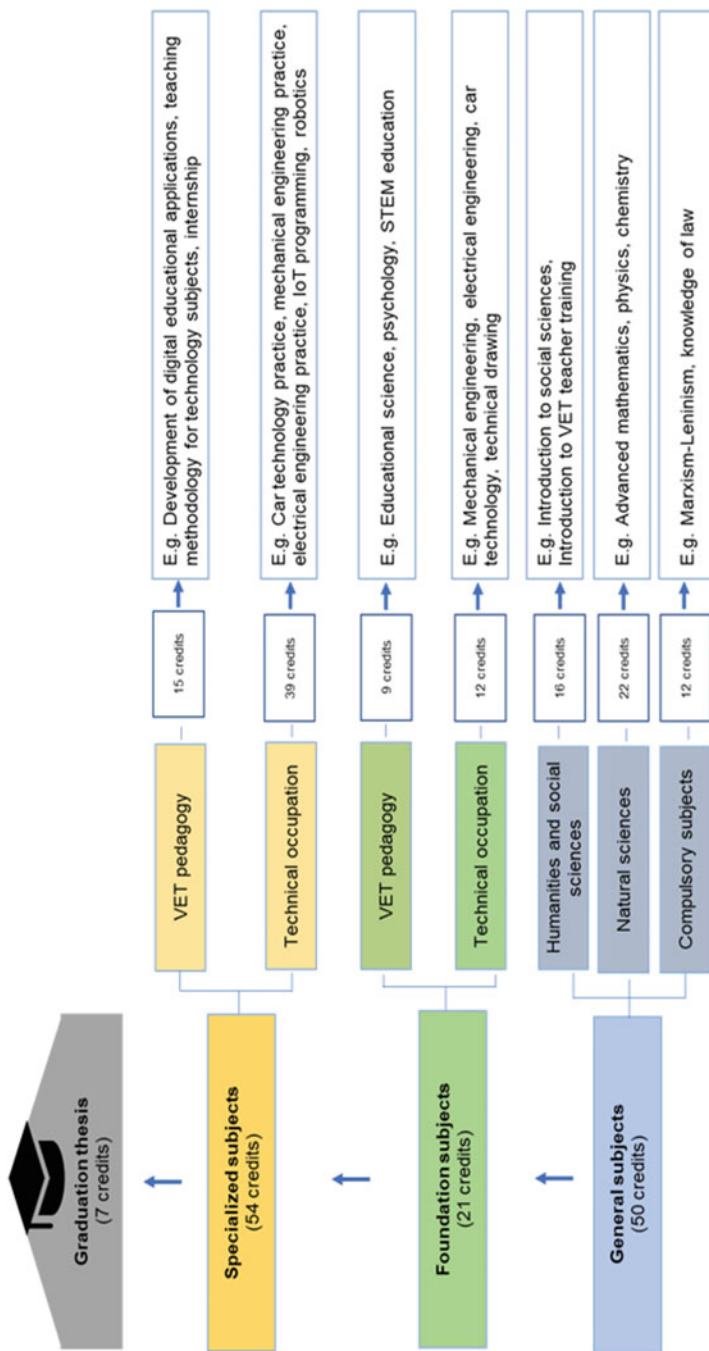 Graduation thesis
(7 credits)
Specialized subjects
(54 credits)
VET pedagogy
15 credits
E.g. Development of digital educational applications, teaching
methodology for technology subjects, internship
Technical occupation
39 credits
E.g. Car technology practice, mechanical engineering practice,
electrical engineering practice, IoT programming, robotics
Foundation subjects
(21 credits)
VET pedagogy
9 credits
E.g. Educational science, psychology, STEM education
Technical occupation
12 credits
E.g. Mechanical engineering, electrical engineering, car
technology, technical drawing
General subjects
(50 credits)
Humanities and social
sciences
16 credits
E.g. Introduction to social sciences,
Introduction to VET teacher training
Natural sciences
22 credits
E.g. Advanced mathematics, physics, chemistry
Compulsory subjects
12 credits
E.g. Marxism-Leninism, knowledge of law